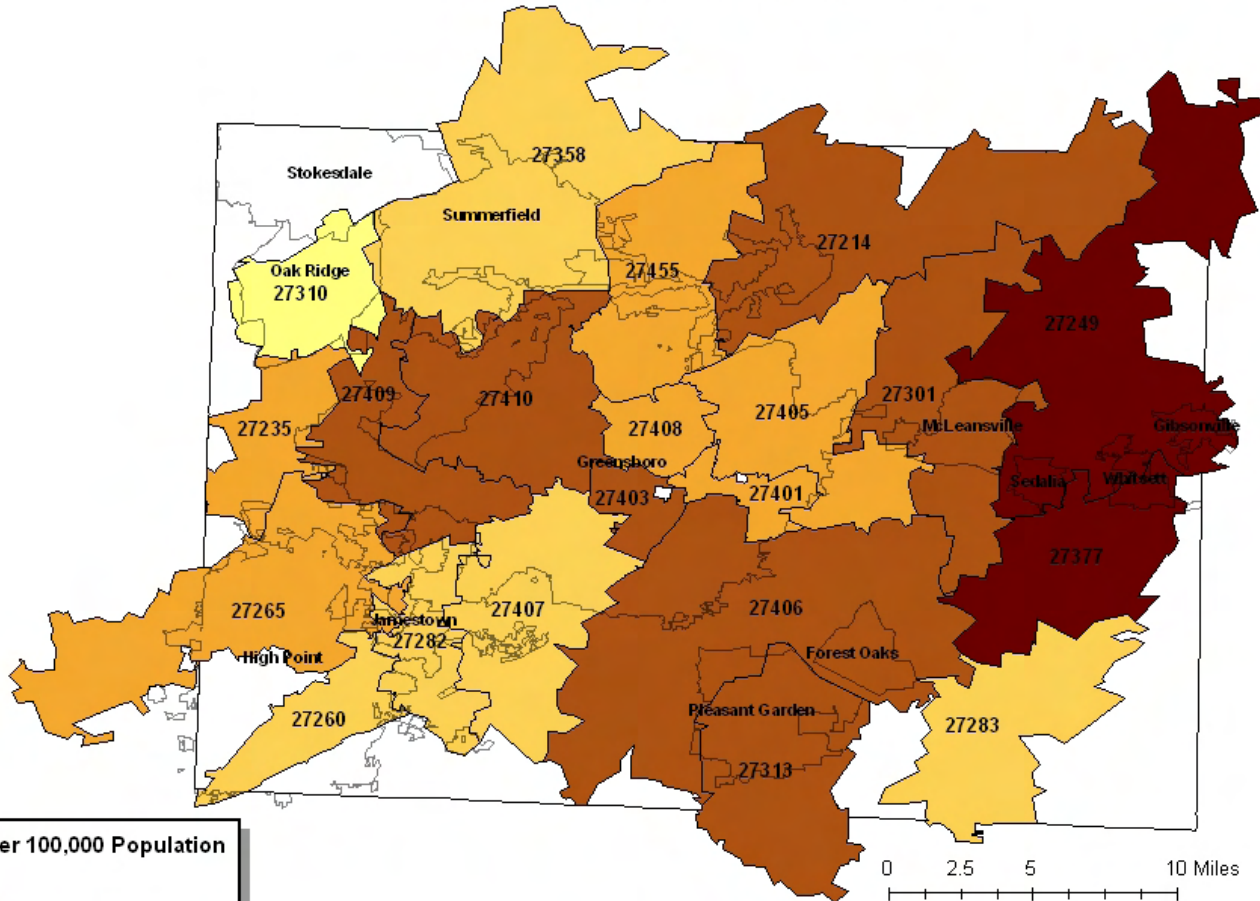 27358
Stokesdale
Summerfield
27214
Oak Ridge
27455
27310
27249
27409
27410
27301
27405
27235
27408
McLeansville
Gibsonville
Greensboro
Sedalia
Whitsett
27403
27401
27377
27265
27407
27406
Jamestown
27282
High Point
Forest Oaks
27260
Pleasant Garden
27283
27313
er 100,000 Population
0 2.5 5 10 Miles